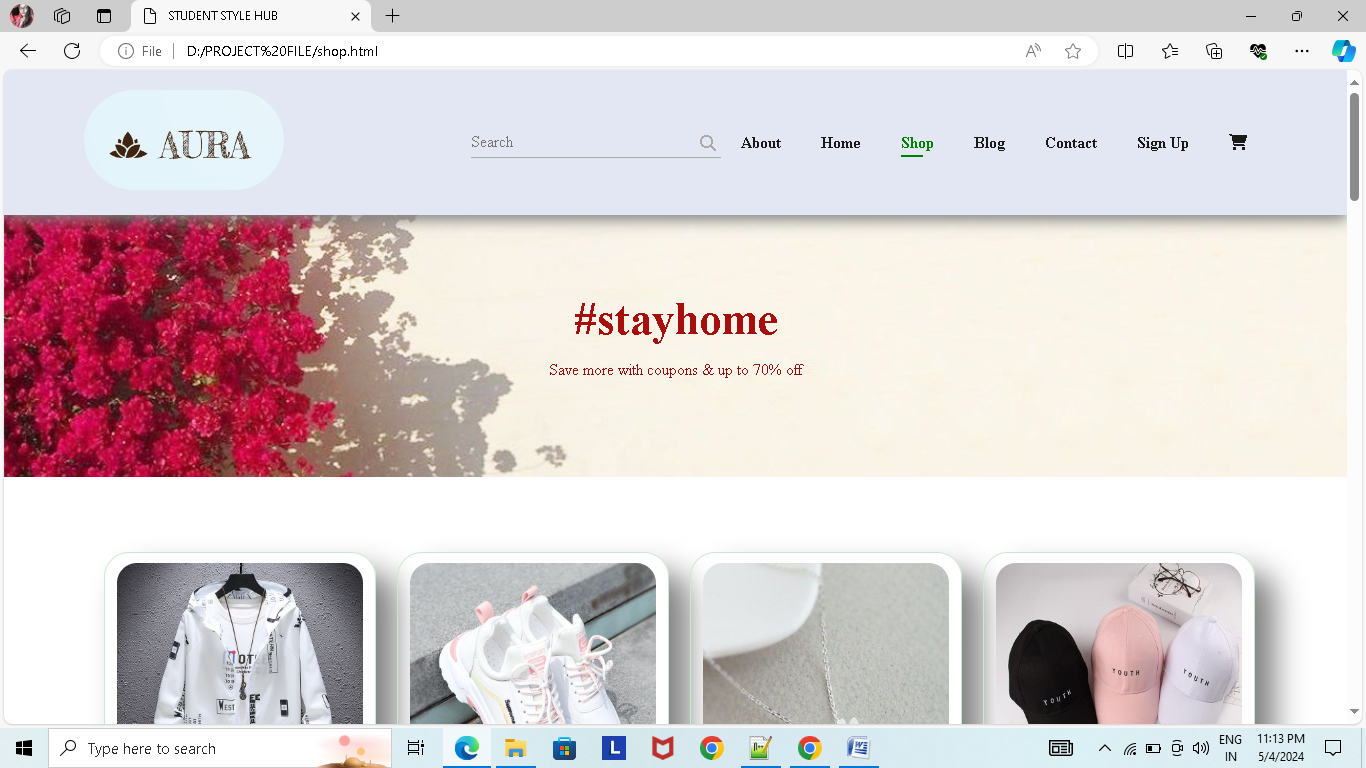 STUDENT STYLE HUB
File
D:/PROJECT%20FILE/shop.html
AURA
Search
About
Home
Shop
Blog
Contact
Sign Up
#stayhome
Save more with coupons & up to 70% off
WEST
YOUTH
YOUTH
YOUTH
Type here to search
L
W
ENG
IN
11:13 PM
5/4/2024